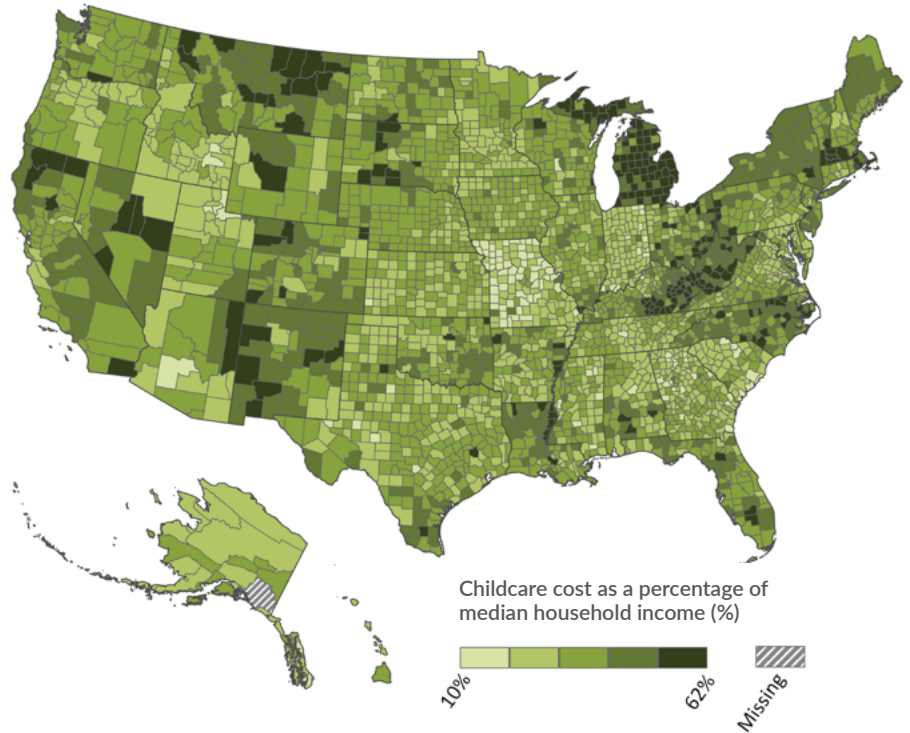 Childcare cost as a percentage of
median household income (%)
10%
62%
Missing